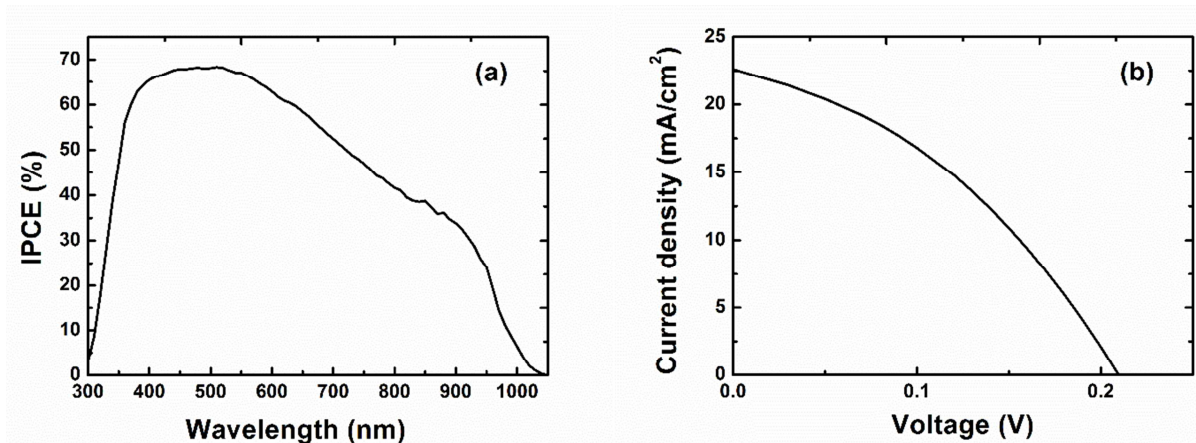 (a)
IPCE (%)
70
60
50
40
30
20
10
0
300 400 500 600 700 800 900 1000
Wavelength (nm)
(b)
Current density (mA/cm²)
25
20
15
10
5
0
0.0 0.1 0.2
Voltage (V)